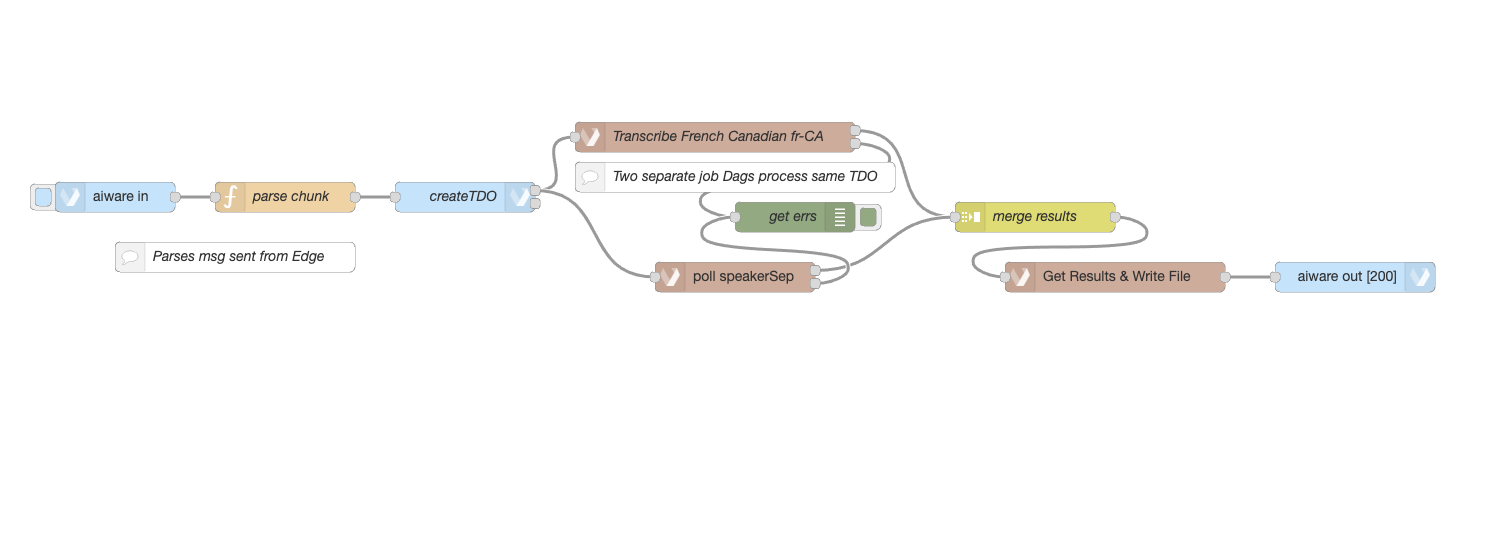 Transcribe French Canadian fr-CA
Two separate job Dags process same TDO
aiware in
parse chunk
createTDO
get errs
merge results
Parses msg sent from Edge
poll speakerSep
Get Results & Write File
aiware out [200]